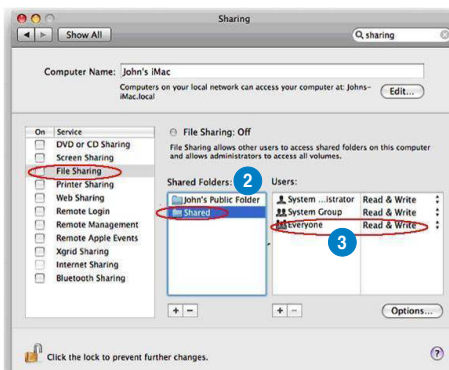 Sharing
Show All
sharing
Computer Name: John's iMac
Computers on your local network can access your computer at: Johns-
iMac.local
Edit...
On Service
DVD or CD Sharing
Screen Sharing
File Sharing
Printer Sharing
Web Sharing
Remote Login
Remote Management
Remote Apple Events
Xgrid Sharing
Internet Sharing
Bluetooth Sharing
File Sharing: Off
File Sharing allows other users to access shared folders on this computer
and allows administrators to access all volumes.
Shared Folders: 2
John's Public Folder
Shared
Users:
System ...istrator Read & Write
System Group Read & Write
Everyone Read & Write
3
+ −
+ −
Options...
Click the lock to prevent further changes.
?